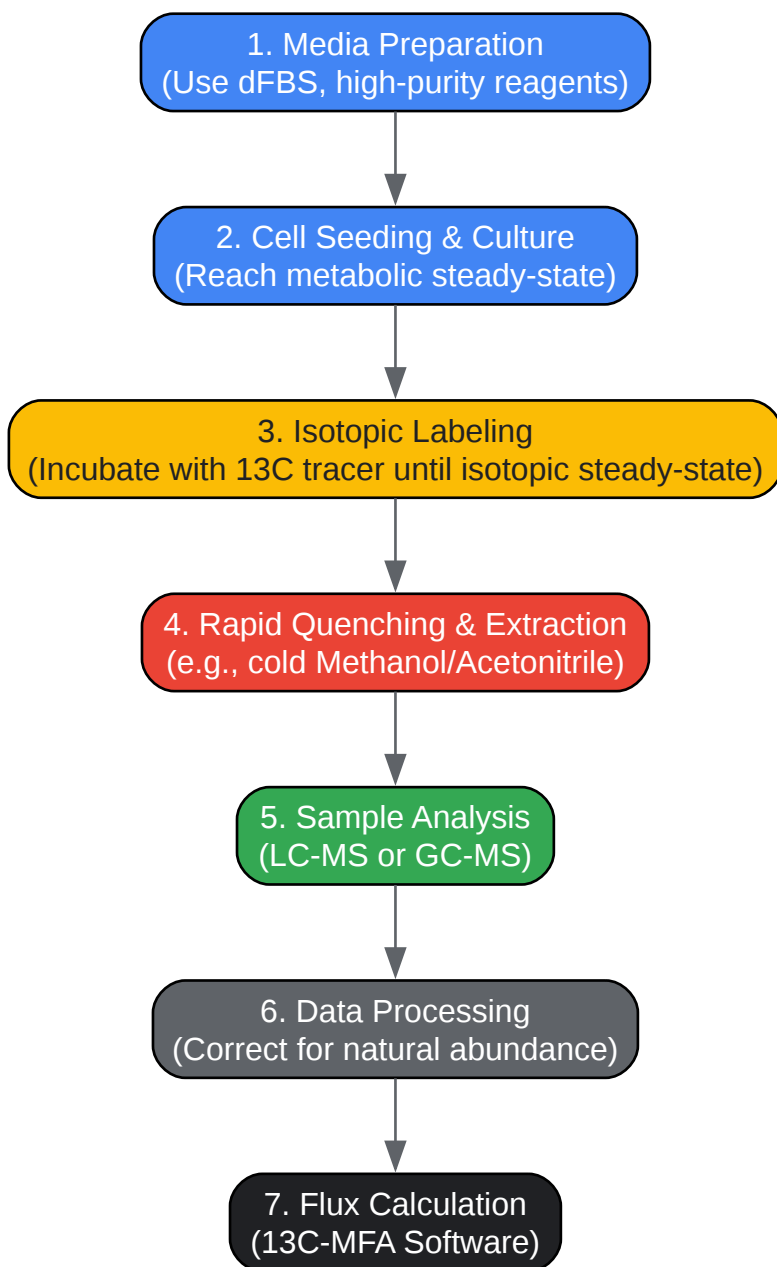 1. Media Preparation
(Use dFBS, high-purity reagents)
2. Cell Seeding & Culture
(Reach metabolic steady-state)
3. Isotopic Labeling
(Incubate with 13C tracer until isotopic steady-state)
4. Rapid Quenching & Extraction
(e.g., cold Methanol/Acetonitrile)
5. Sample Analysis
(LC-MS or GC-MS)
6. Data Processing
(Correct for natural abundance)
7. Flux Calculation
(13C-MFA Software)